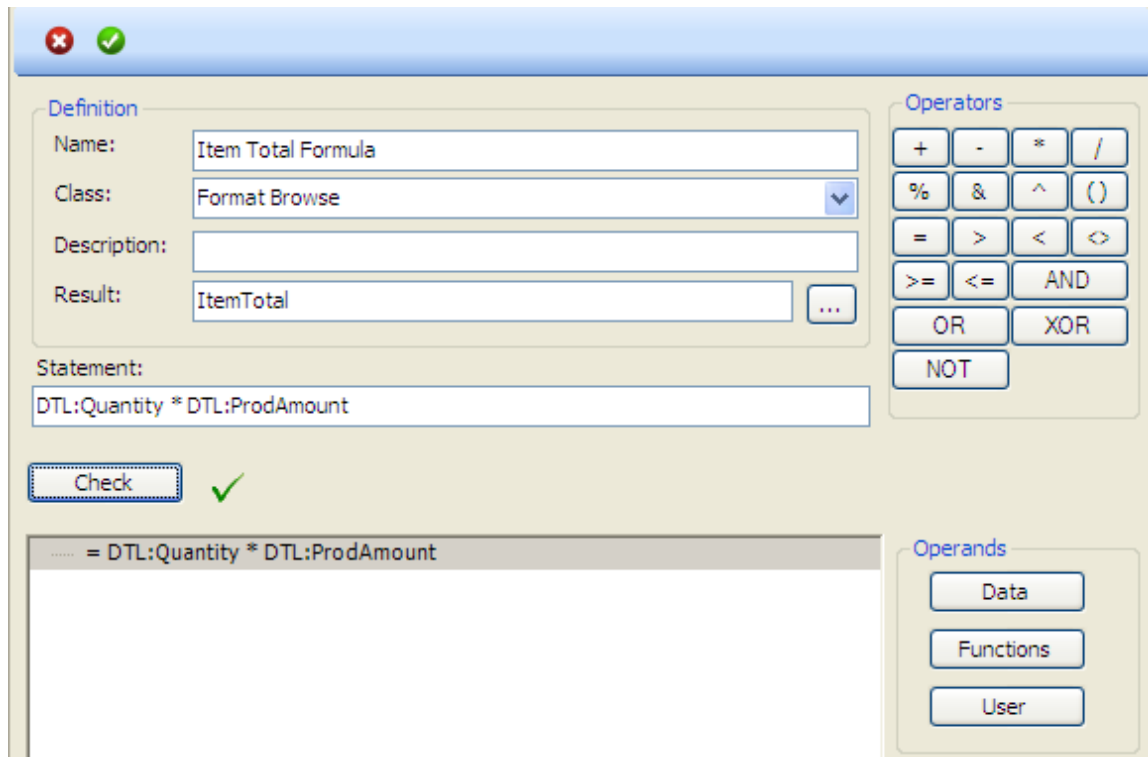 Definition
Name:
Item Total Formula
Class:
Format Browse
Description:
Result:
ItemTotal
...
Statement:
DTL:Quantity * DTL:ProdAmount
Check
= DTL:Quantity * DTL:ProdAmount
Operators
+ - * /
% & ^ ()
= > < <>
>= <= AND
OR XOR
NOT
Operands
Data
Functions
User